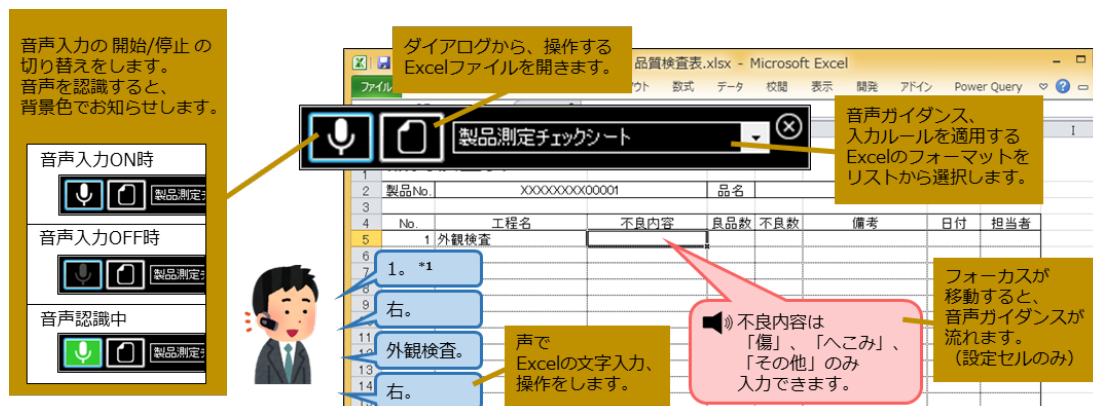 音声入力の 開始/停止 の
切り替えをします。
音声を認識すると、
背景色でお知らせします。
音声入力ON時
製品測定
音声入力OFF時
製品測定
音声認識中
製品測定
ダイアログから、操作する
Excelファイルを開きます。
品質検査表.xlsx - Microsoft Excel
ファイル
数式 データ 校閲 表示 開発 アドイン Power Query
製品測定チェックシート
音声ガイダンス、
入力ルールを適用する
Excelのフォーマットを
リストから選択します。
I
1
2 製品No. XXXXXXXX00001 品名
3
4 No. 工程名 不良内容 良品数 不良数 備考 日付 担当者
5 1 外観検査
6
7
8
9
11
13
14
1。*1
右。
外観検査。
右。
声で
Excelの文字入力、
操作をします。
不良内容は
「傷」、「へこみ」、
「その他」のみ
入力できます。
フォーカスが
移動すると、
音声ガイダンスが
流れます。
（設定セルのみ）